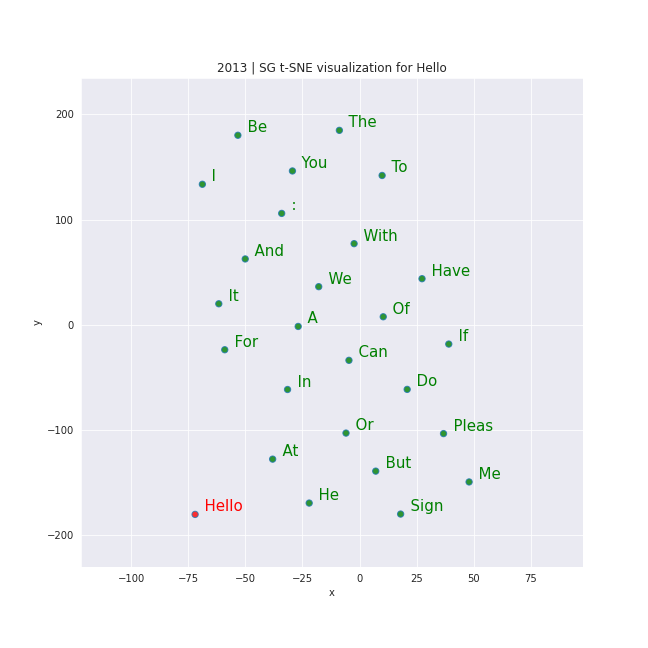 2013 | SG t-SNE visualization for Hello
200
100
0
−100
−200
y
Be
The
You
To
I
:
With
And
Have
We
It
Of
A
If
For
Can
In
Do
Or
Pleas
At
But
Me
He
Hello
Sign
−100
−75
−50
−25
0
25
50
75
x